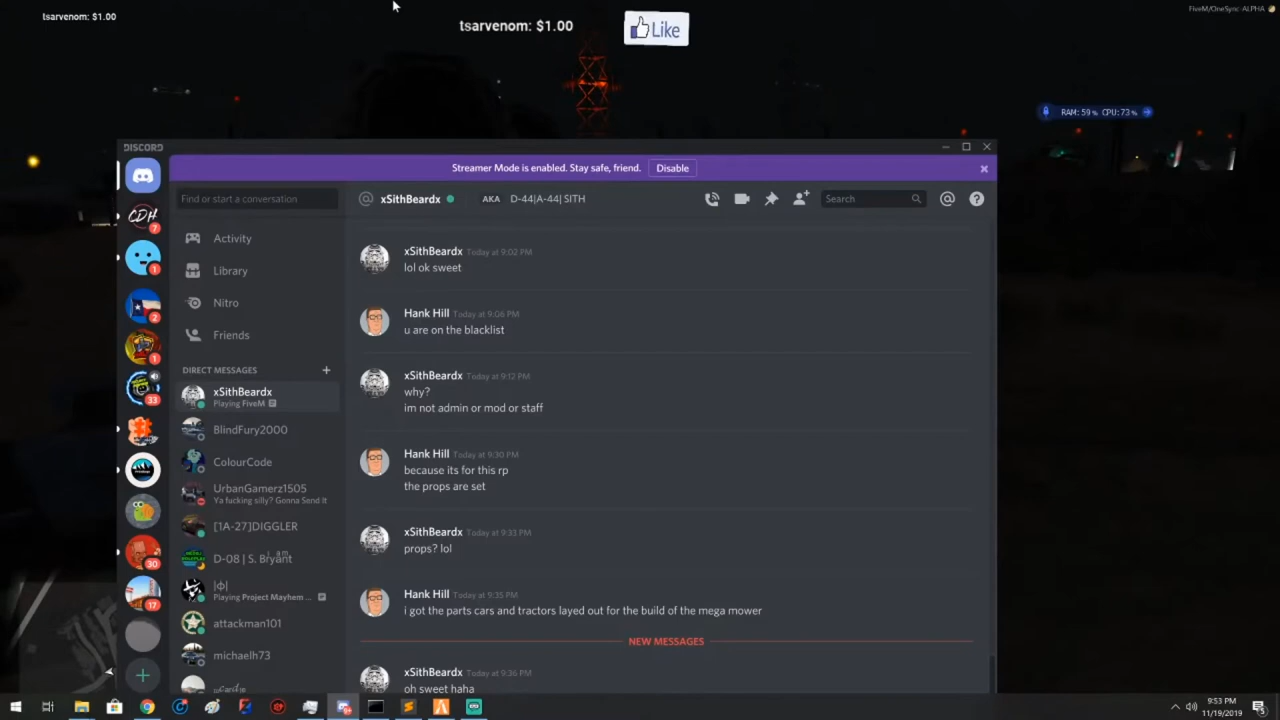 tsarvenom: $1.00
tsarvenom: $1.00
Like
FiveM/OneSync-ALPHA
RAM: 59% CPU: 73%
DISCORD
Streamer Mode is enabled. Stay safe, friend.
Disable
Find or start a conversation
@ xSithBeardx
AKA D-44|A-44| SITH
Search
CDH
7
1
2
1
33
30
17
Activity
Library
Nitro
Friends
DIRECT MESSAGES
xSithBeardx
Playing FiveM
BlindFury2000
ColourCode
UrbanGamerz1505
Ya fucking silly? Gonna Send It
[1A-27]DIGGLER
D-08 | S. Bryant
|ф|
Playing Project Mayhem ...
attackman101
michaelh73
xSithBeardx Today at 9:02 PM
lol ok sweet
Hank Hill Today at 9:06 PM
u are on the blacklist
xSithBeardx Today at 9:12 PM
why?
im not admin or mod or staff
Hank Hill Today at 9:30 PM
because its for this rp
the props are set
xSithBeardx Today at 9:33 PM
props? lol
Hank Hill Today at 9:35 PM
i got the parts cars and tractors layed out for the build of the mega mower
NEW MESSAGES
xSithBeardx Today at 9:36 PM
oh sweet haha
9:53 PM
11/19/2019